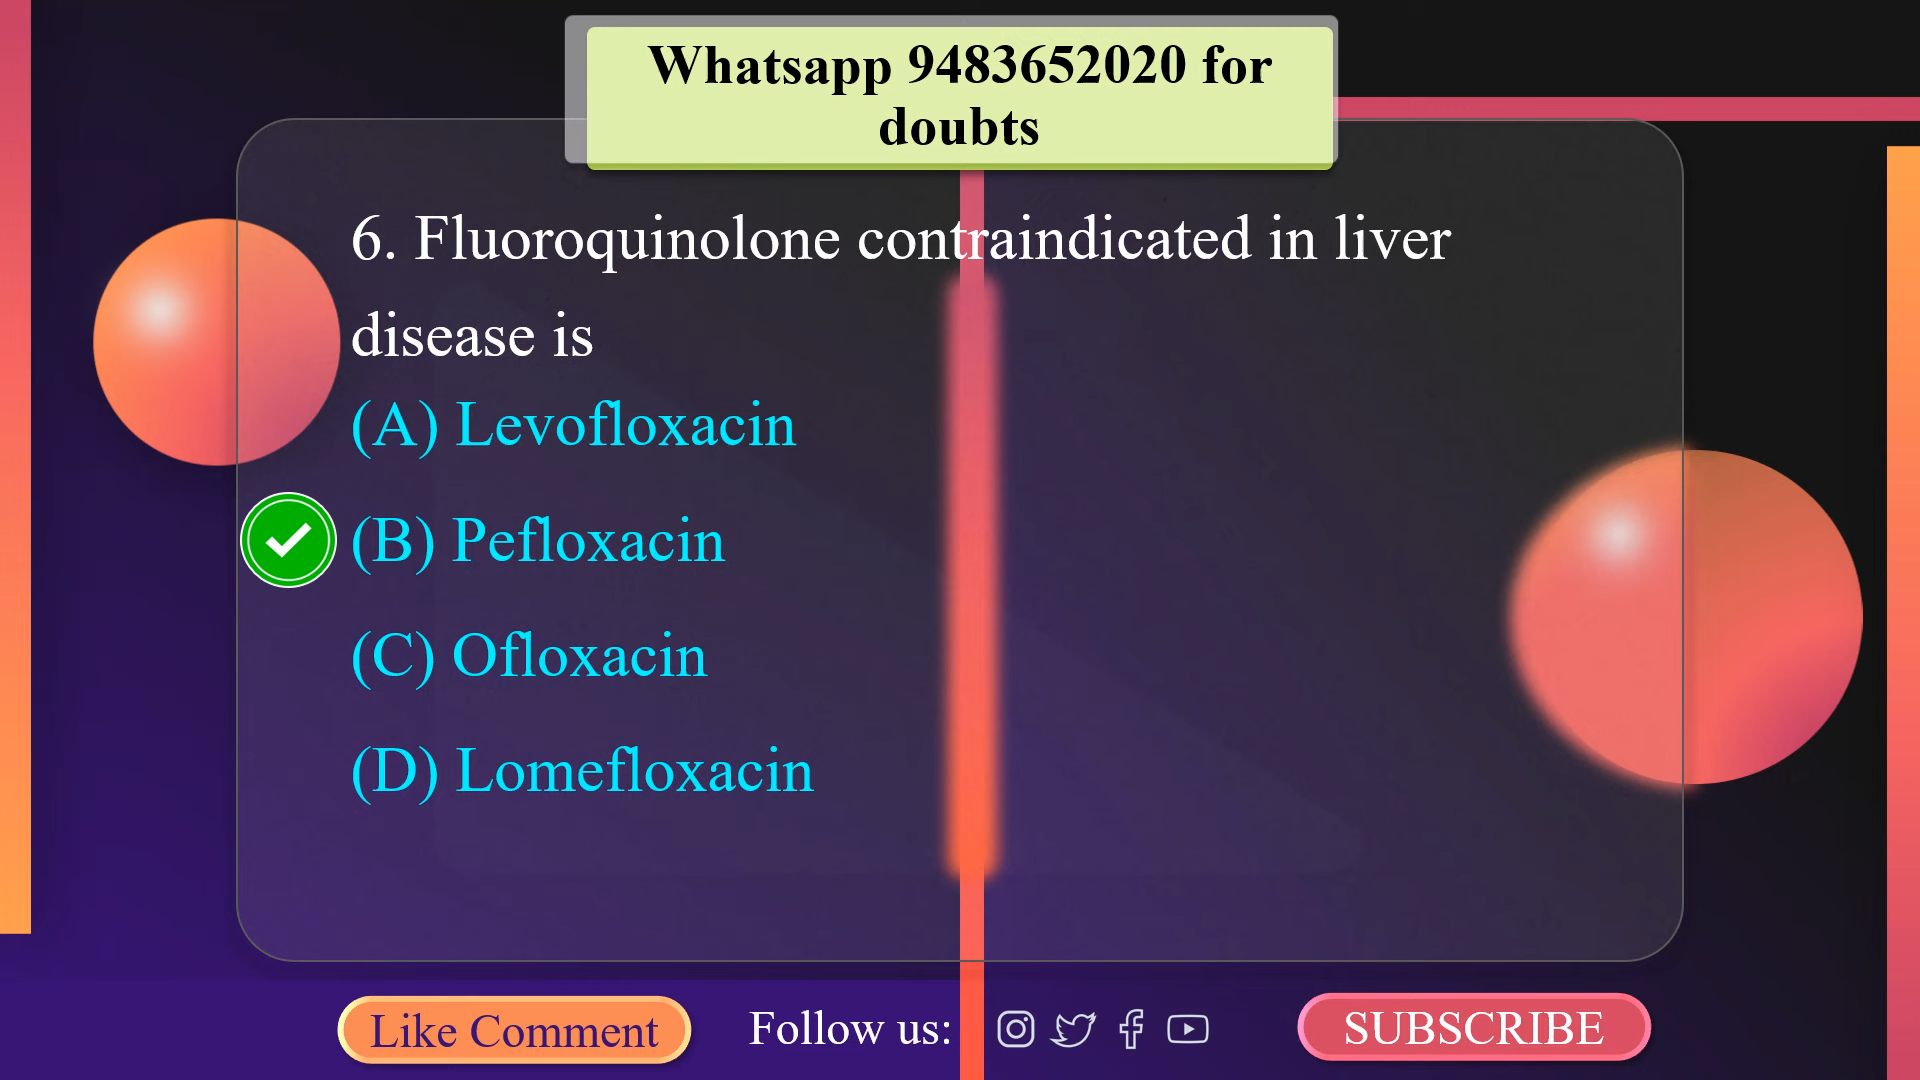 Whatsapp 9483652020 for
doubts
6. Fluoroquinolone contraindicated in liver
disease is
(A) Levofloxacin
(B) Pefloxacin
(C) Ofloxacin
(D) Lomefloxacin
Like Comment
Follow us:
SUBSCRIBE